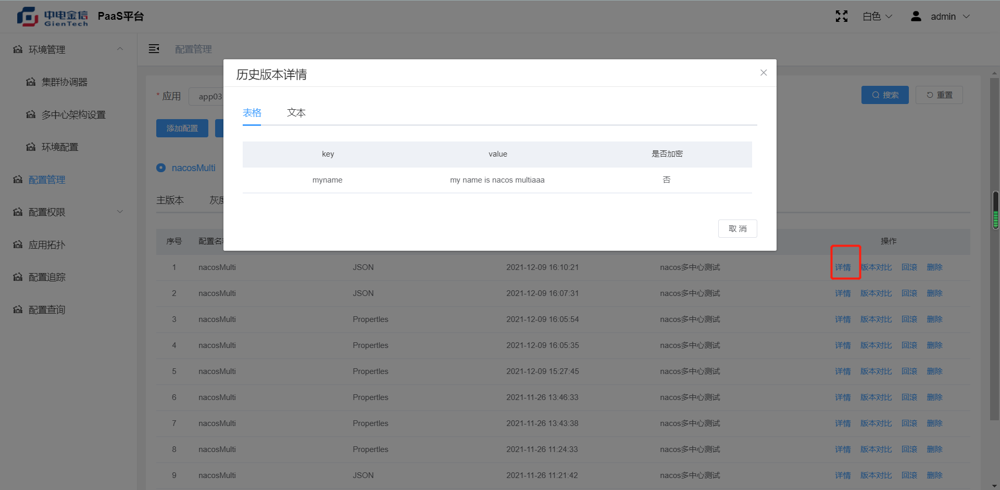 中电金信
GienTech
PaaS平台
白色
admin
环境管理
集群协调器
多中心架构设置
环境配置
配置管理
配置权限
应用拓扑
配置追踪
配置查询
配置管理
* 应用 app03
搜索 重置
添加配置
nacosMulti
主版本
历史版本详情
表格 文本
key value 是否加密
myname my name is nacos multiaaa 否
取 消
序号 操作
1 nacosMulti JSON 2021-12-09 16:10:21 nacos多中心测试 详情 版本对比 回滚 删除
2 nacosMulti JSON 2021-12-09 16:07:31 nacos多中心测试 详情 版本对比 回滚 删除
3 nacosMulti Propertles 2021-12-09 16:05:54 nacos多中心测试 详情 版本对比 回滚 删除
4 nacosMulti Propertles 2021-12-09 16:05:35 nacos多中心测试 详情 版本对比 回滚 删除
5 nacosMulti Propertles 2021-12-09 15:27:45 nacos多中心测试 详情 版本对比 回滚 删除
6 nacosMulti Propertles 2021-11-26 13:46:33 nacos多中心测试 详情 版本对比 回滚 删除
7 nacosMulti Propertles 2021-11-26 13:43:38 nacos多中心测试 详情 版本对比 回滚 删除
8 nacosMulti Propertles 2021-11-26 11:24:33 nacos多中心测试 详情 版本对比 回滚 删除
9 nacosMulti JSON 2021-11-26 11:21:42 nacos多中心测试 详情 版本对比 回滚 删除